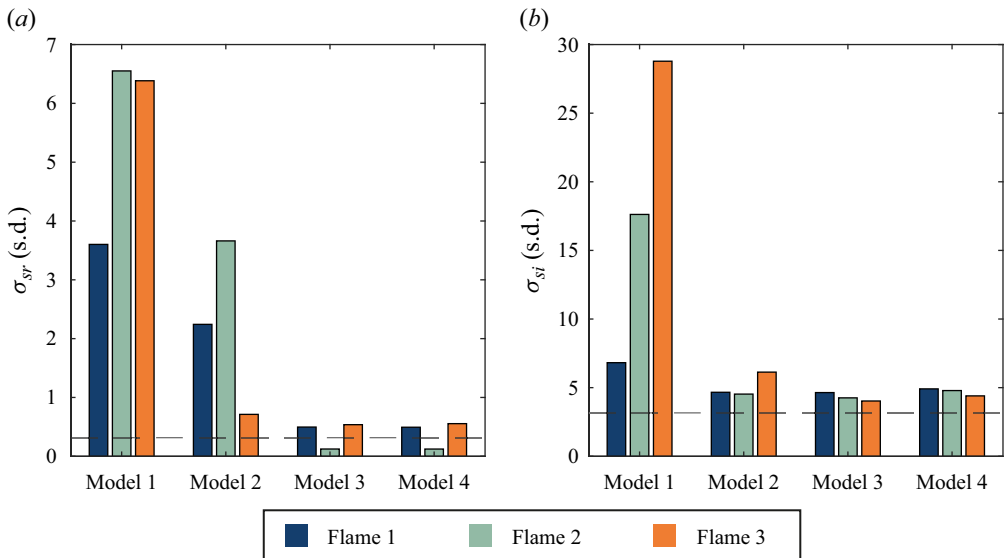 (a)
(b)
7
6
5
4
3
2
1
0
σsr (s.d.)
Model 1 Model 2 Model 3 Model 4
30
25
20
15
10
5
0
σsi (s.d.)
Model 1 Model 2 Model 3 Model 4
Flame 1 Flame 2 Flame 3